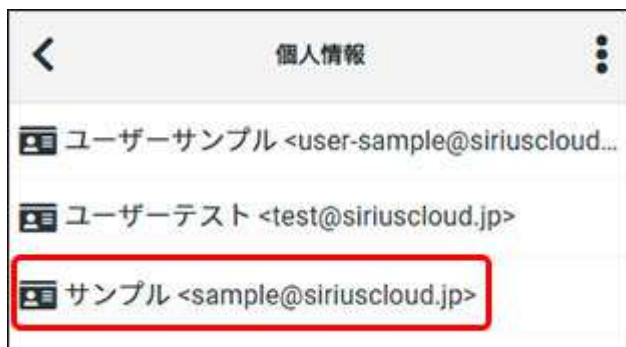 個人情報
ユーザーサンプル <user-sample@siriuscloud...
ユーザーテスト <test@siriuscloud.jp>
サンプル <sample@siriuscloud.jp>